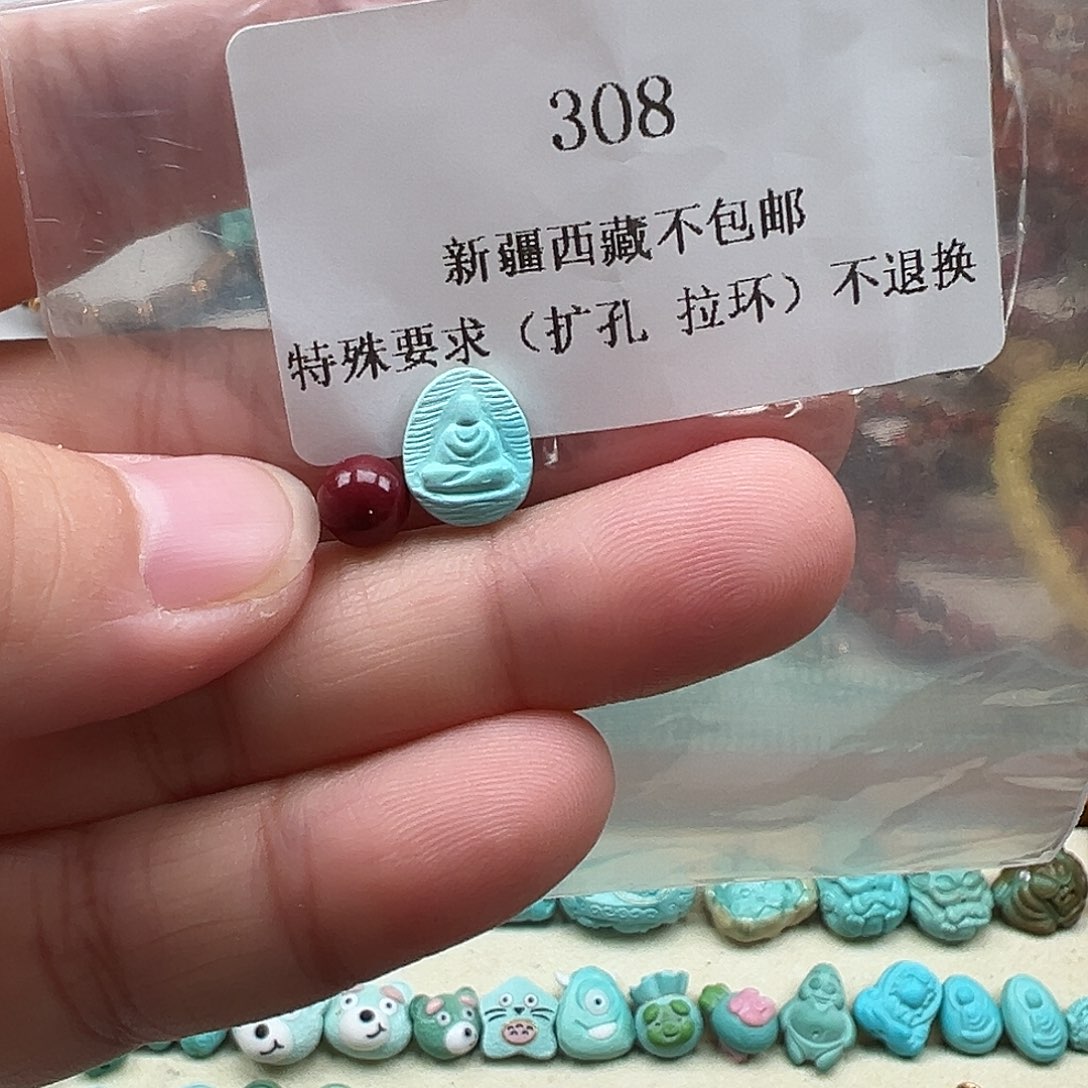 308
新疆西藏不包邮
特殊要求（扩孔 拉环）不退换